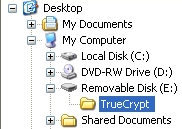 Desktop
My Documents
My Computer
Local Disk (C:)
DVD-RW Drive (D:)
Removable Disk (E:)
TrueCrypt
Shared Documents